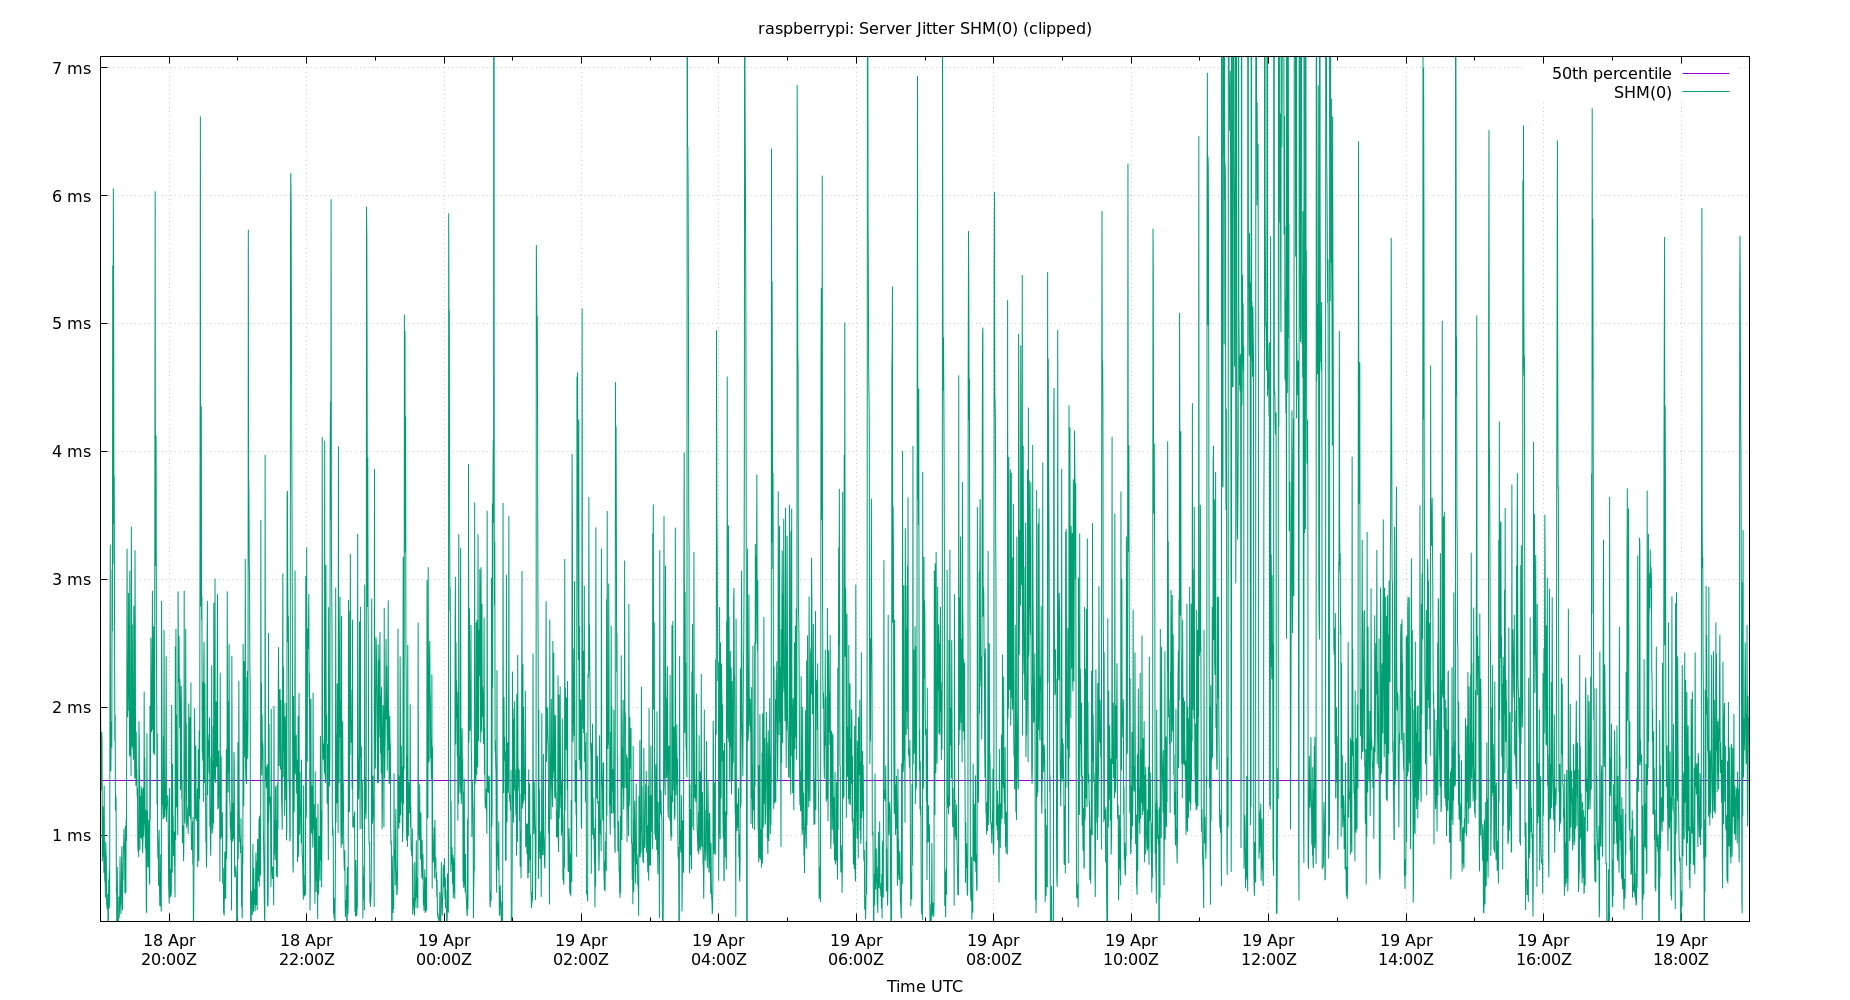 raspberrypi: Server Jitter SHM(0) (clipped)
7 ms
50th percentile
SHM(0)
6 ms
5 ms
4 ms
3 ms
2 ms
1 ms
18 Apr 18 Apr 19 Apr 19 Apr 19 Apr 19 Apr 19 Apr 19 Apr 19 Apr 19 Apr 19 Apr 19 Apr
20:00Z 22:00Z 00:00Z 02:00Z 04:00Z 06:00Z 08:00Z 10:00Z 12:00Z 14:00Z 16:00Z 18:00Z
Time UTC